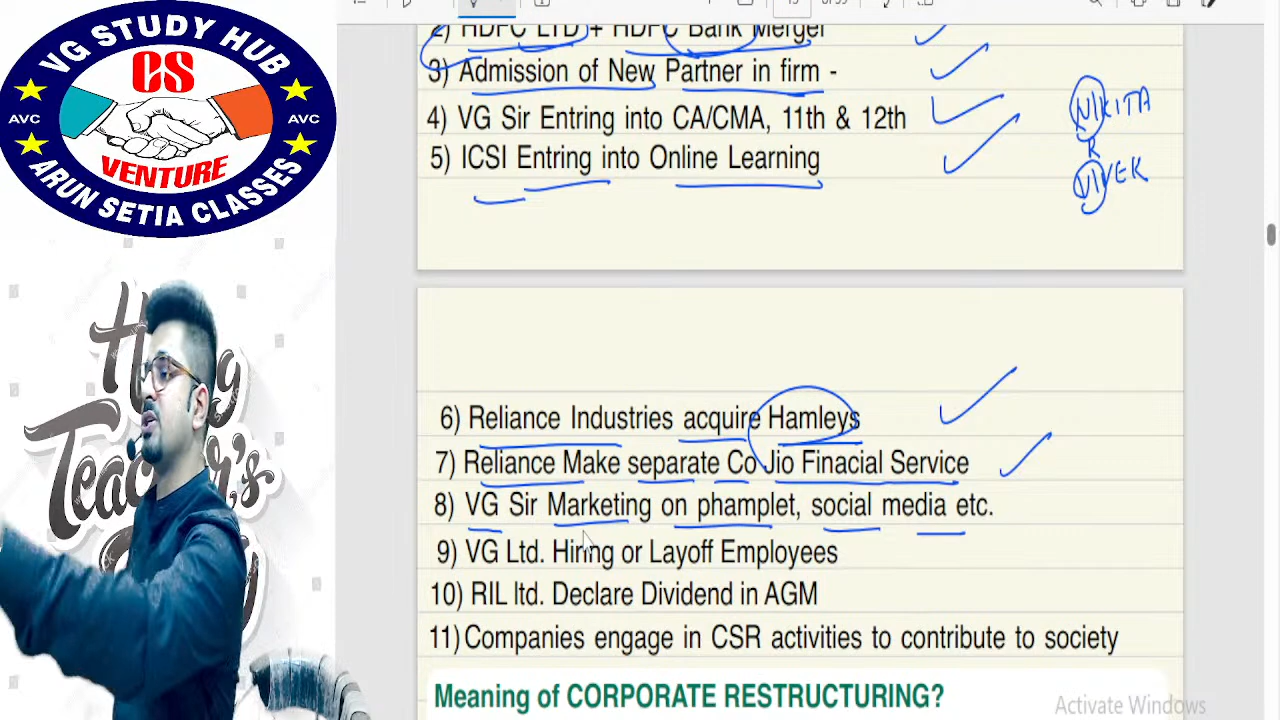 VG STUDY HUB
CS
AVC
AVC
VENTURE
ARUN SETIA CLASSES
2) HDFC LTD + HDFC Bank Merger
3) Admission of New Partner in firm -
4) VG Sir Entring into CA/CMA, 11th & 12th
5) ICSI Entring into Online Learning
NIKITA
R
VIVEK
6) Reliance Industries acquire Hamleys
7) Reliance Make separate Co Jio Finacial Service
8) VG Sir Marketing on phamplet, social media etc.
9) VG Ltd. Hiring or Layoff Employees
10) RIL ltd. Declare Dividend in AGM
11) Companies engage in CSR activities to contribute to society
Meaning of CORPORATE RESTRUCTURING?
Activate Windows